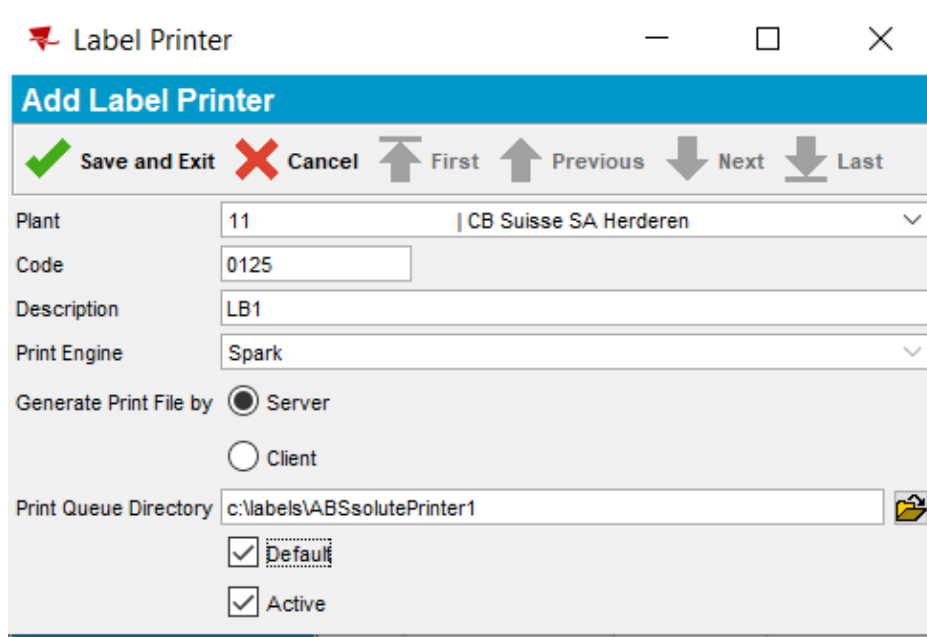 Label Printer
Add Label Printer
Save and Exit Cancel First Previous Next Last
Plant 11 | CB Suisse SA Herderen
Code 0125
Description LB1
Print Engine Spark
Generate Print File by Server
Client
Print Queue Directory c:\labels\ABSsolutePrinter1
Default
Active